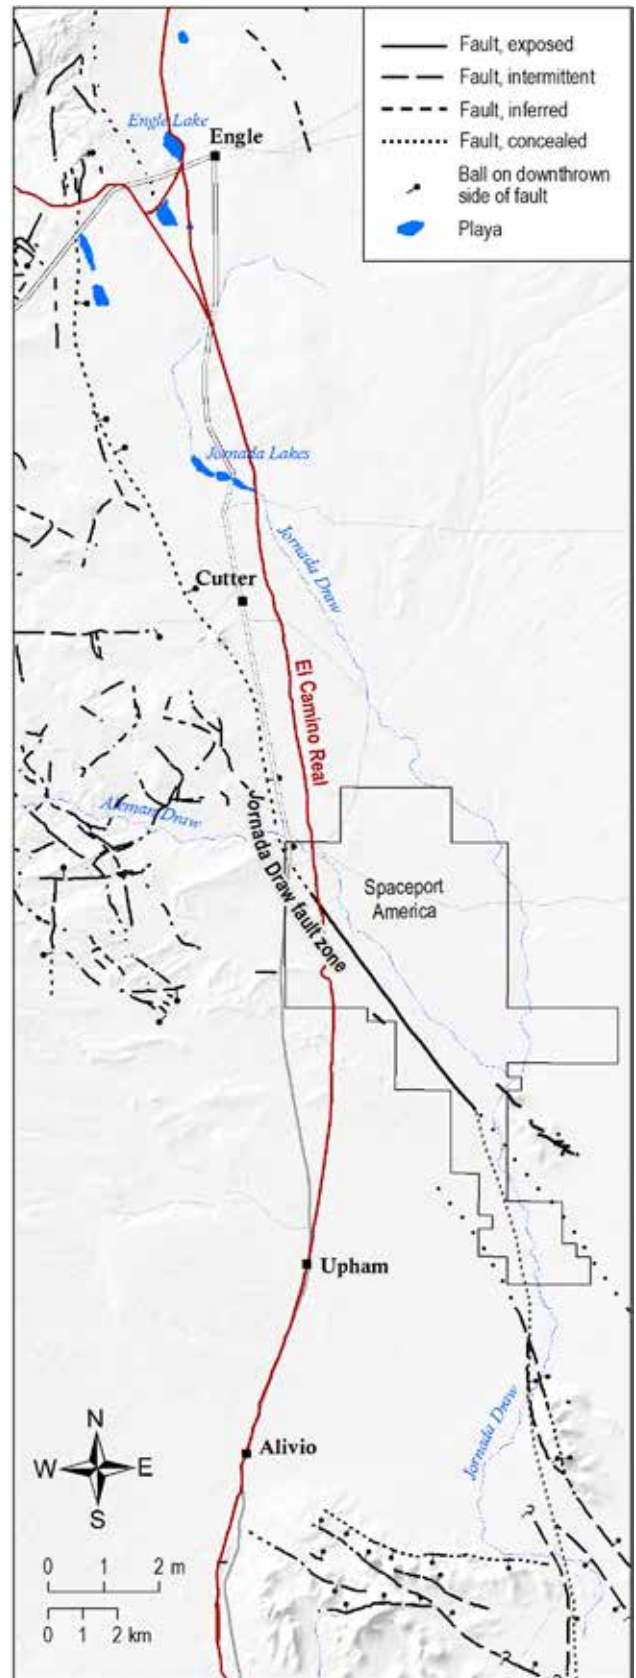 Fault, exposed
Fault, intermittent
Fault, inferred
Fault, concealed
Ball on downthrown
side of fault
Playa
Engle Lake
Engle
Jornada Lakes
Jornada Draw
Cutter
El Camino Real
Aleman Draw
Jornada Draw fault zone
Spaceport
America
Upham
Jornada Draw
Alivio
N
W E
S
0 1 2 m
0 1 2 km
?
?
?